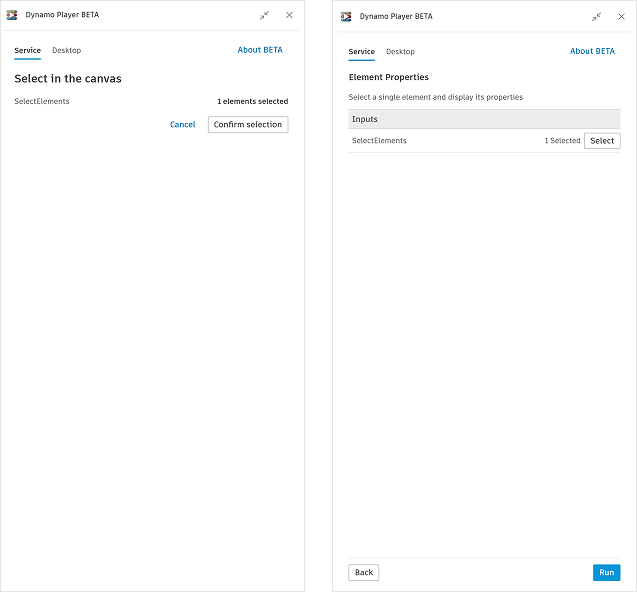 Dynamo Player BETA
Service Desktop About BETA
Select in the canvas
SelectElements 1 elements selected
Cancel Confirm selection
Dynamo Player BETA
Service Desktop About BETA
Element Properties
Select a single element and display its properties
Inputs
SelectElements 1 Selected Select
Back Run